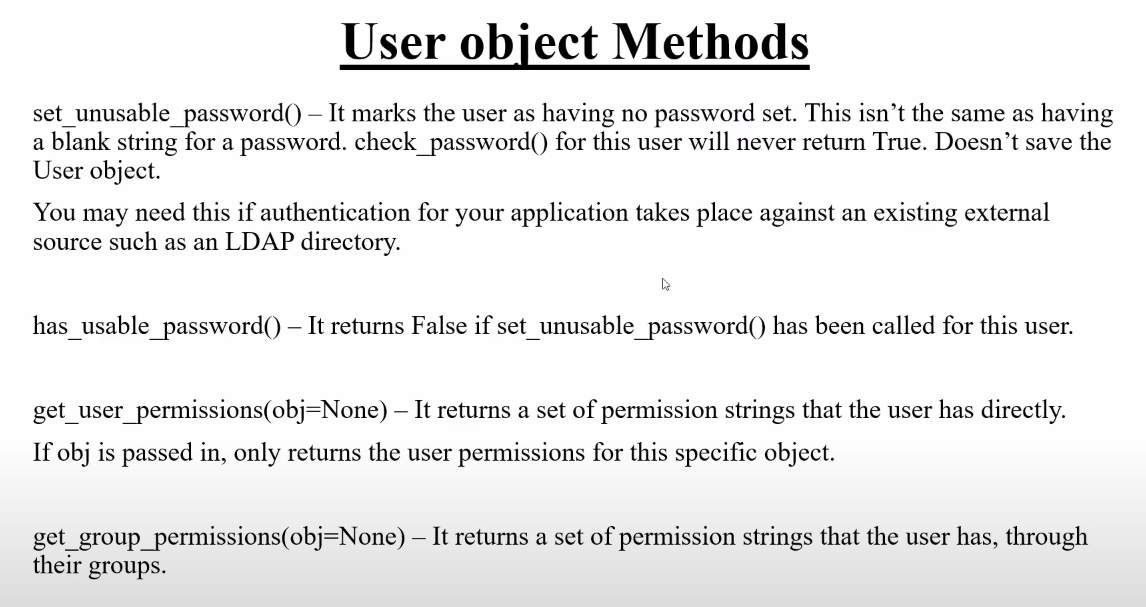 User object Methods
set_unusable_password() – It marks the user as having no password set. This isn’t the same as having
a blank string for a password. check_password() for this user will never return True. Doesn’t save the
User object.
You may need this if authentication for your application takes place against an existing external
source such as an LDAP directory.
has_usable_password() – It returns False if set_unusable_password() has been called for this user.
get_user_permissions(obj=None) – It returns a set of permission strings that the user has directly.
If obj is passed in, only returns the user permissions for this specific object.
get_group_permissions(obj=None) – It returns a set of permission strings that the user has, through
their groups.